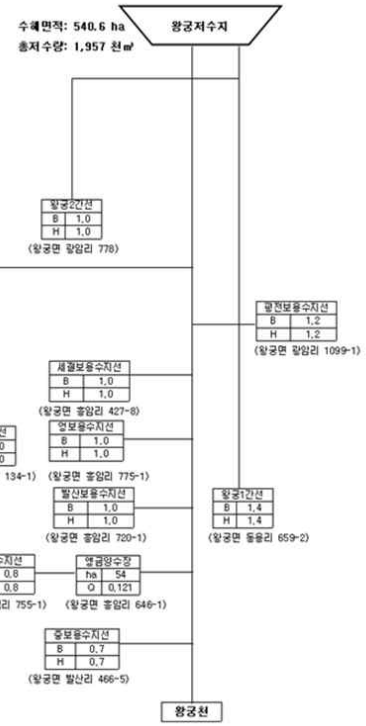 수혜면적: 540.6 ha
총저수량: 1,957 천㎥
왕궁저수지
왕궁2간선
B 1.0
H 1.0
(왕궁면 광암리 778)
광전보용수지선
B 1.2
H 1.2
(왕궁면 광암리 1099-1)
세결보용수지선
B 1.0
H 1.0
(왕궁면 흥암리 427-8)
선
0
0
134-1)
엉보용수지선
B 1.0
H 1.0
(왕궁면 흥암리 775-1)
발산보용수지선
B 1.0
H 1.0
(왕궁면 흥암리 720-1)
왕궁1간선
B 1.4
H 1.4
(왕궁면 동용리 659-2)
수지선
0.8
0.8
리 755-1)
앵금양수장
ha 54
Q 0.121
(왕궁면 흥암리 646-1)
중보용수지선
B 0.7
H 0.7
(왕궁면 발산리 466-5)
왕궁천